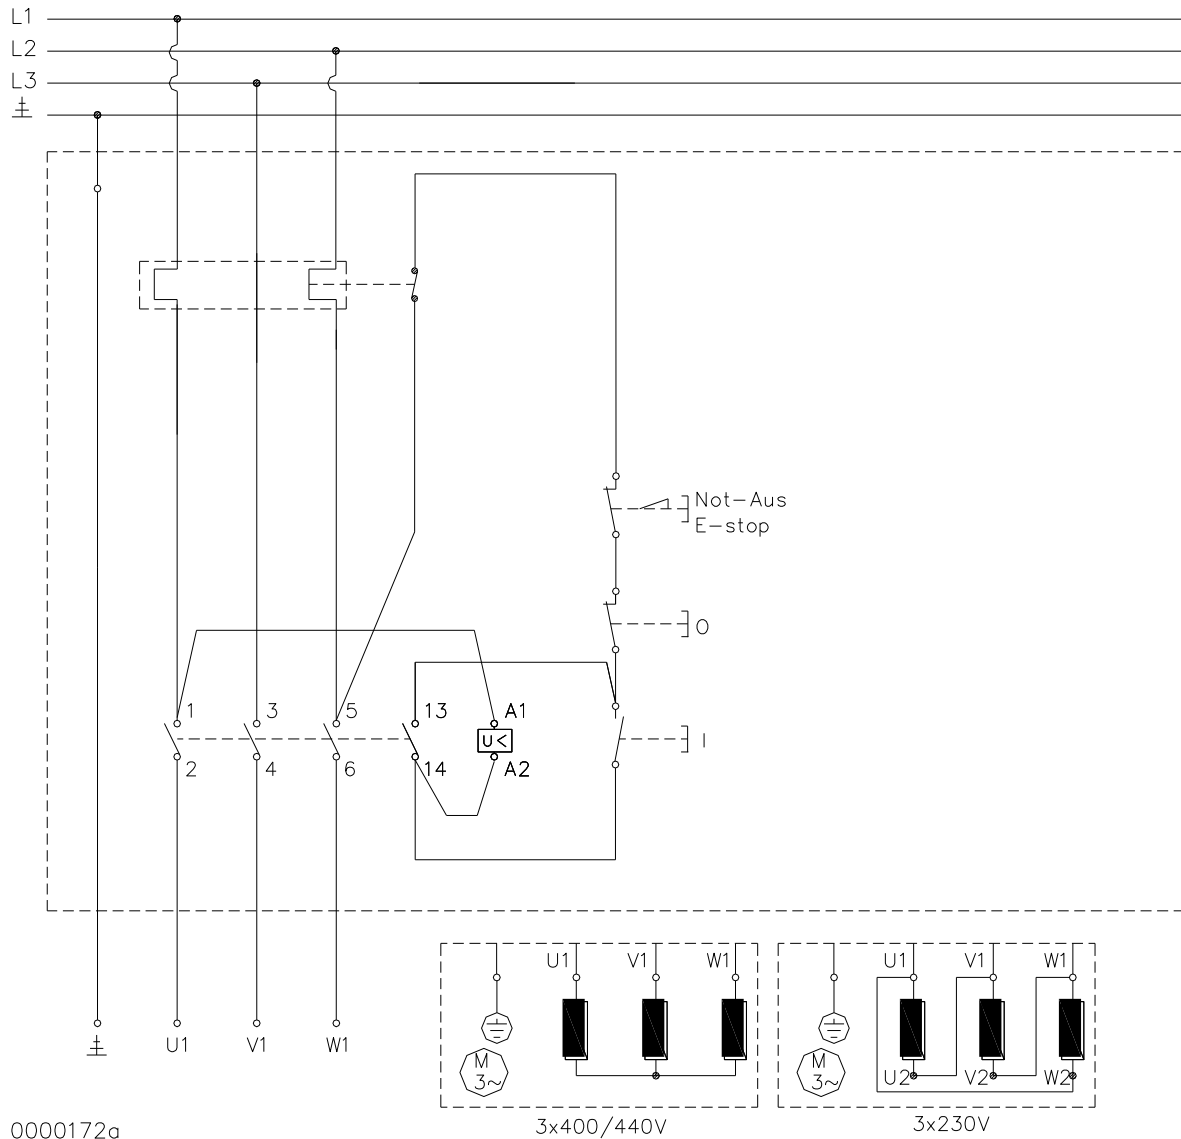 L1
L2
L3
Not-Aus
E-stop
O
1 3 5 13 A1
U<
I
2 4 6 14 A2
U1 V1 W1
U1 V1 W1
U1 V1 W1
M
3~
M
3~
U2 V2 W2
3x400/440V
3x230V
0000172a